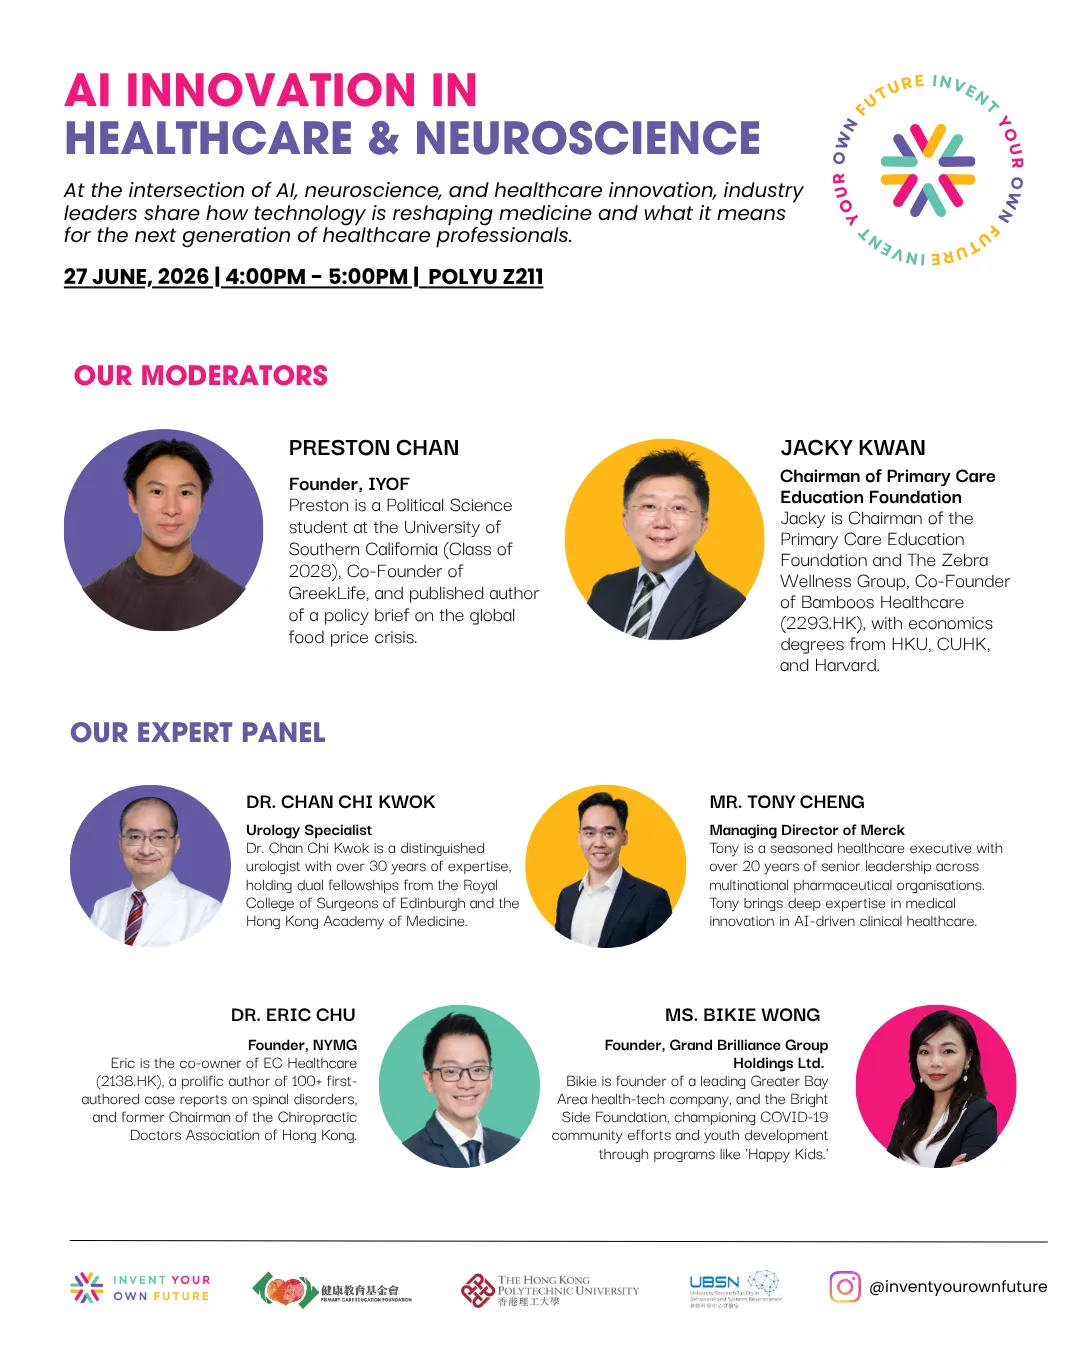 AI INNOVATION IN
HEALTHCARE & NEUROSCIENCE
At the intersection of AI, neuroscience, and healthcare innovation, industry
leaders share how technology is reshaping medicine and what it means
for the next generation of healthcare professionals.
27 JUNE, 2026 | 4:00PM - 5:00PM | POLYU Z211
INVENT YOUR OWN FUTURE INVENT YOUR OWN FUTURE
OUR MODERATORS
PRESTON CHAN
Founder, IYOF
Preston is a Political Science
student at the University of
Southern California (Class of
2028), Co-Founder of
GreekLife, and published author
of a policy brief on the global
food price crisis.
JACKY KWAN
Chairman of Primary Care
Education Foundation
Jacky is Chairman of the
Primary Care Education
Foundation and The Zebra
Wellness Group, Co-Founder
of Bamboos Healthcare
(2293.HK), with economics
degrees from HKU, CUHK,
and Harvard.
OUR EXPERT PANEL
DR. CHAN CHI KWOK
Urology Specialist
Dr. Chan Chi Kwok is a distinguished
urologist with over 30 years of expertise,
holding dual fellowships from the Royal
College of Surgeons of Edinburgh and the
Hong Kong Academy of Medicine.
MR. TONY CHENG
Managing Director of Merck
Tony is a seasoned healthcare executive with
over 20 years of senior leadership across
multinational pharmaceutical organisations.
Tony brings deep expertise in medical
innovation in AI-driven clinical healthcare.
DR. ERIC CHU
Founder, NYMG
Eric is the co-owner of EC Healthcare
(2138.HK), a prolific author of 100+ first-
authored case reports on spinal disorders,
and former Chairman of the Chiropractic
Doctors Association of Hong Kong.
MS. BIKIE WONG
Founder, Grand Brilliance Group
Holdings Ltd.
Bikie is founder of a leading Greater Bay
Area health-tech company, and the Bright
Side Foundation, championing COVID-19
community efforts and youth development
through programs like 'Happy Kids.'
INVENT YOUR
OWN FUTURE
健康教育基金會
PRIMARY CARE EDUCATION FOUNDATION
THE HONG KONG
POLYTECHNIC UNIVERSITY
香港理工大學
UBSN
University Research Facility in
Behavioral and Systems Neuroscience
@inventyourownfuture